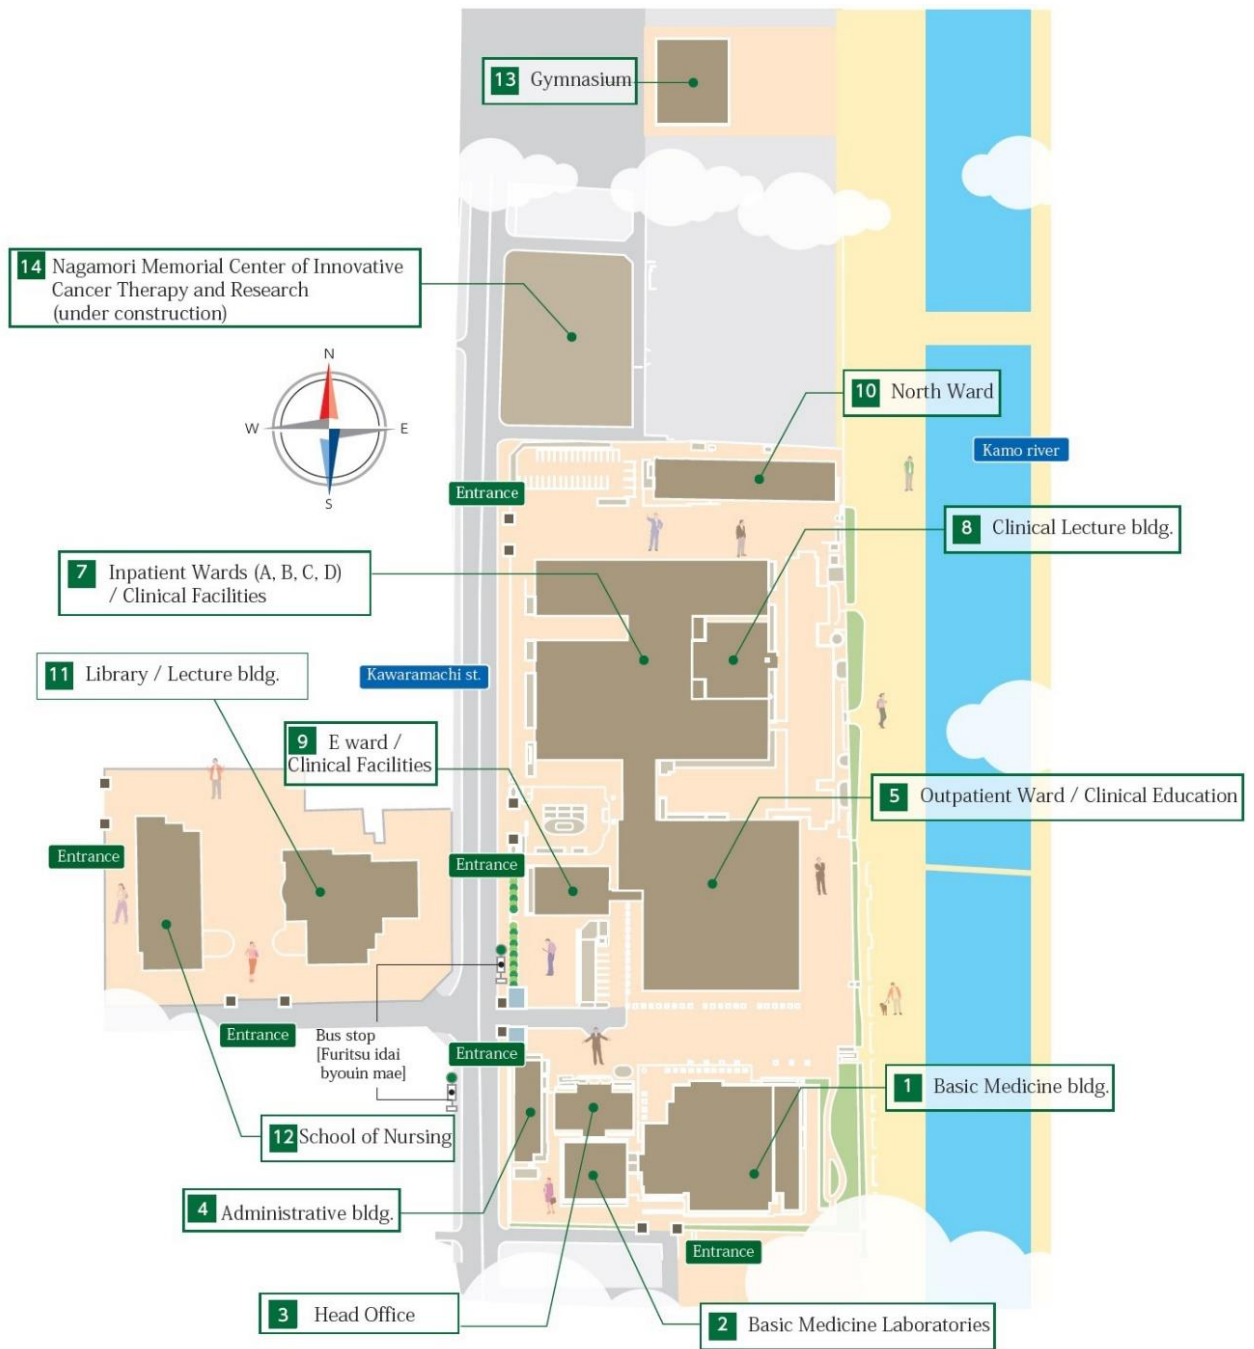 13 Gymnasium
14 Nagamori Memorial Center of Innovative
Cancer Therapy and Research
(under construction)
N
W
E
S
10 North Ward
Kamo river
Entrance
8 Clinical Lecture bldg.
7 Inpatient Wards (A, B, C, D)
/ Clinical Facilities
11 Library / Lecture bldg.
Kawaramachi st.
9 E ward /
Clinical Facilities
5 Outpatient Ward / Clinical Education
Entrance
Entrance
Entrance
Bus stop
[Furitsu idai
byouin mae]
Entrance
1 Basic Medicine bldg.
12 School of Nursing
4 Administrative bldg.
Entrance
3 Head Office
2 Basic Medicine Laboratories